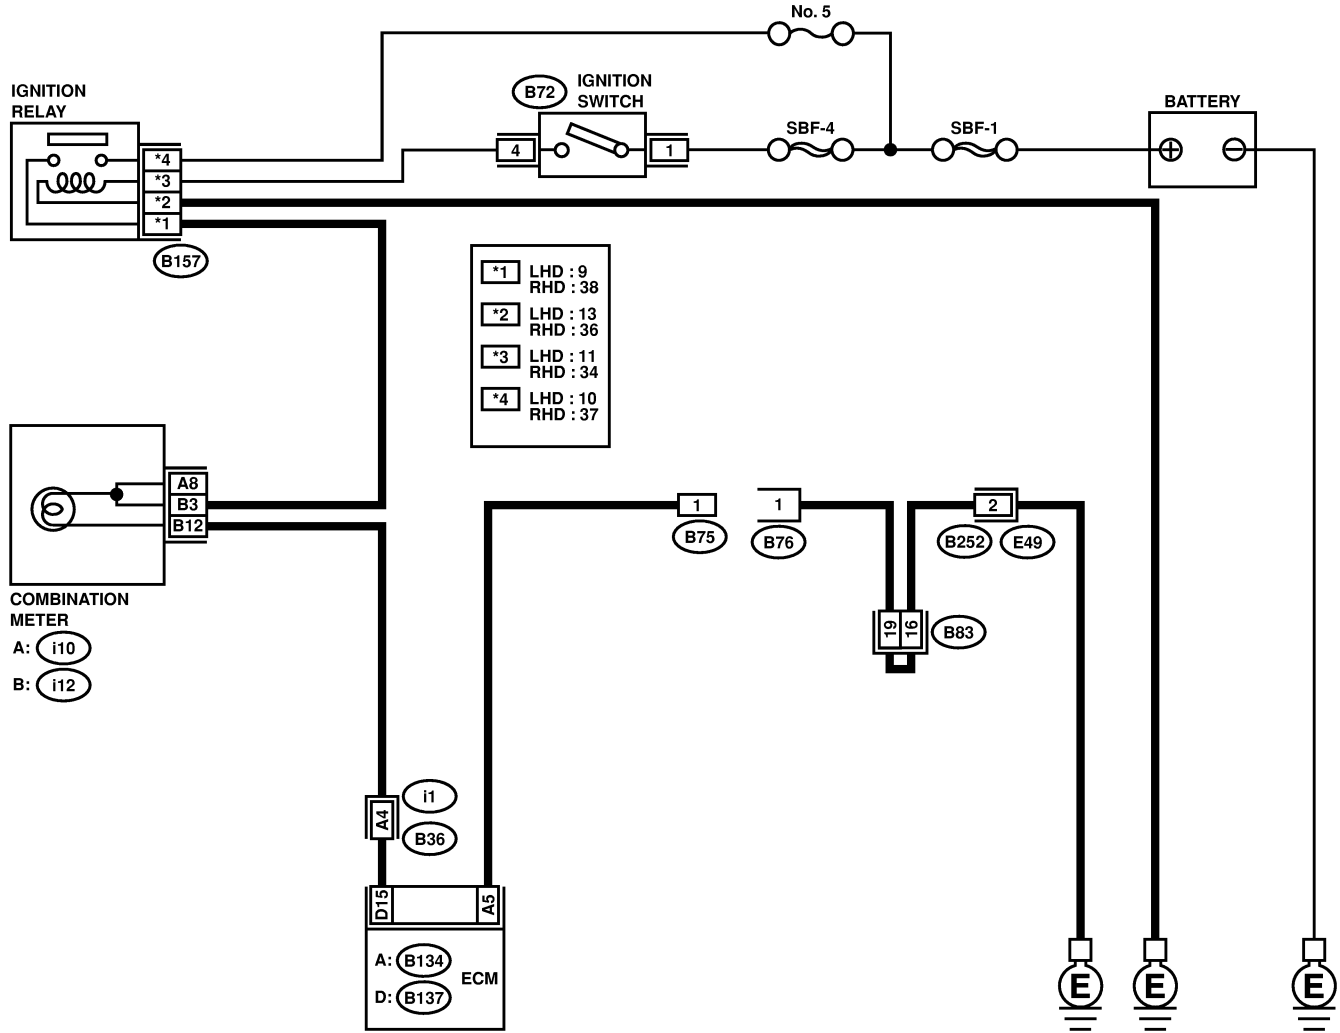 No. 5
IGNITION
RELAY
B72
IGNITION
SWITCH
SBF-4
SBF-1
BATTERY
4
1
*4
*3
*2
*1
B157
*1 LHD : 9
RHD : 38
*2 LHD : 13
RHD : 36
*3 LHD : 11
RHD : 34
*4 LHD : 10
RHD : 37
A8
B3
B12
COMBINATION
METER
A: i10
B: i12
1
B75
1
B76
2
B252
E49
19
16
B83
i1
A4
B36
D15
A5
A: B134
ECM
D: B137
E
E
E